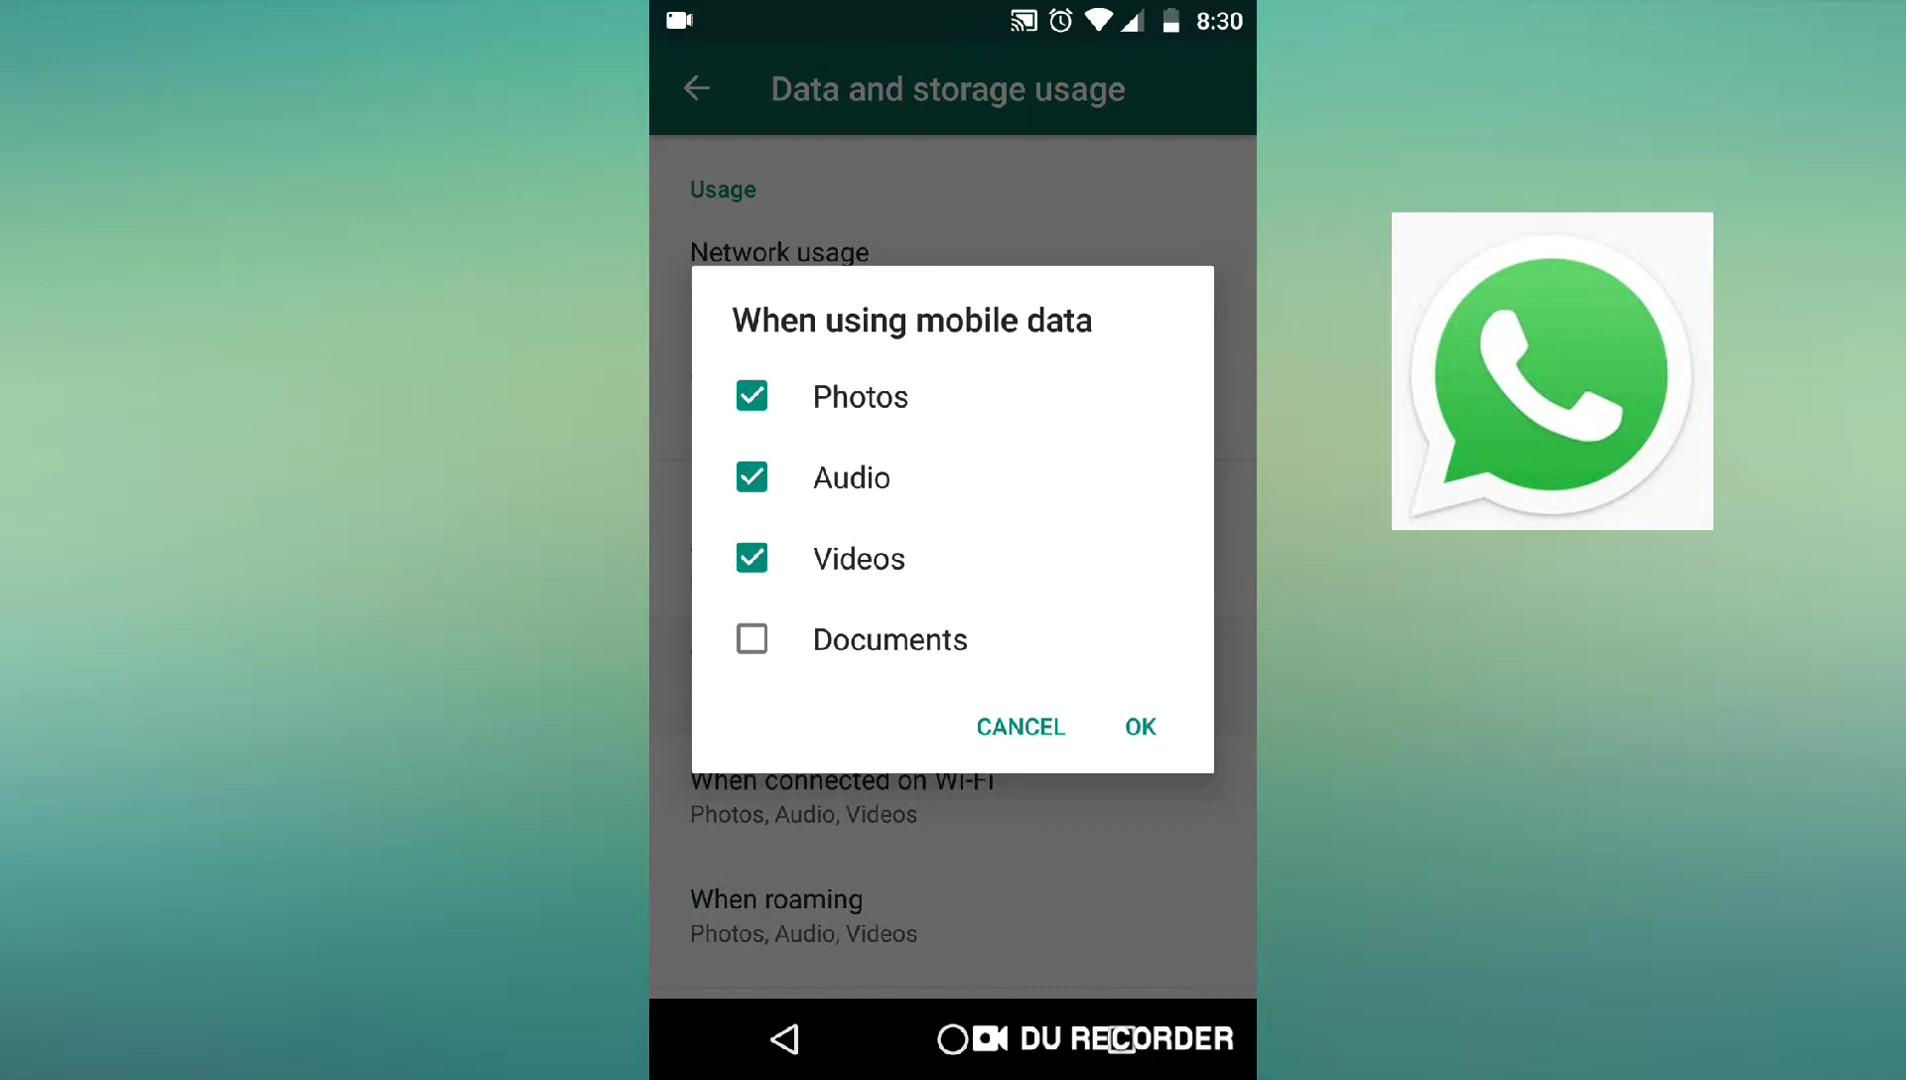 8:30
Data and storage usage
Usage
Network usage
When using mobile data
Photos
Audio
Videos
Documents
CANCEL OK
When connected on Wi-Fi
Photos, Audio, Videos
When roaming
Photos, Audio, Videos
DU RECORDER